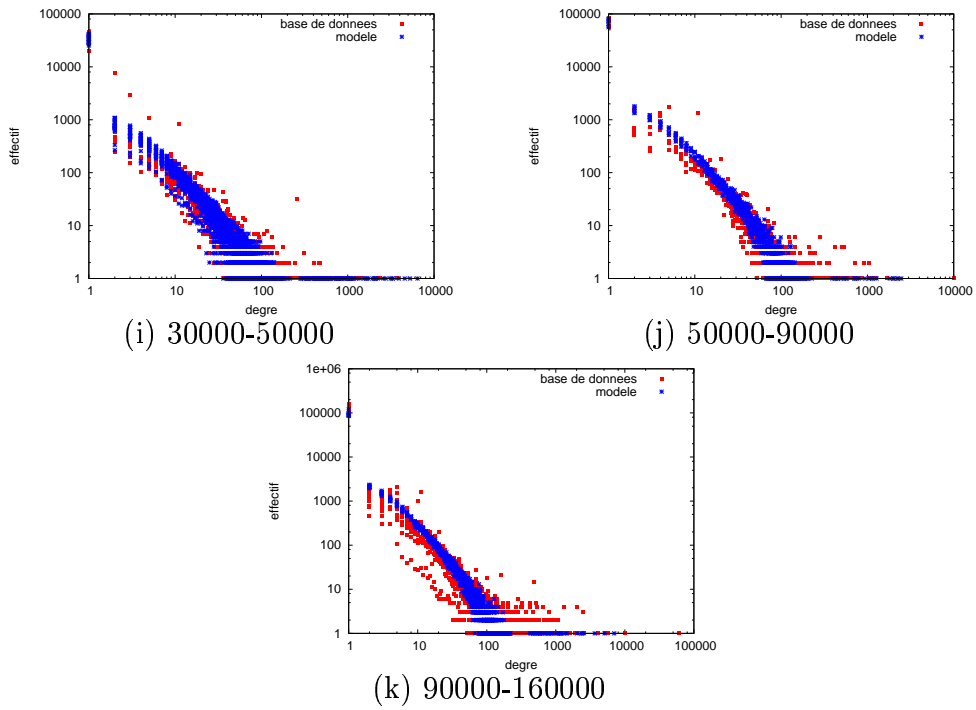 100000
10000
1000
100
10
1
1 10 100 1000 10000
effectif
degre
base de donnees
modele
(i) 30000-50000
100000
10000
1000
100
10
1
1 10 100 1000 10000
effectif
degre
base de donnees
modele
(j) 50000-90000
1e+06
100000
10000
1000
100
10
1
1 10 100 1000 10000 100000
effectif
degre
base de donnees
modele
(k) 90000-160000